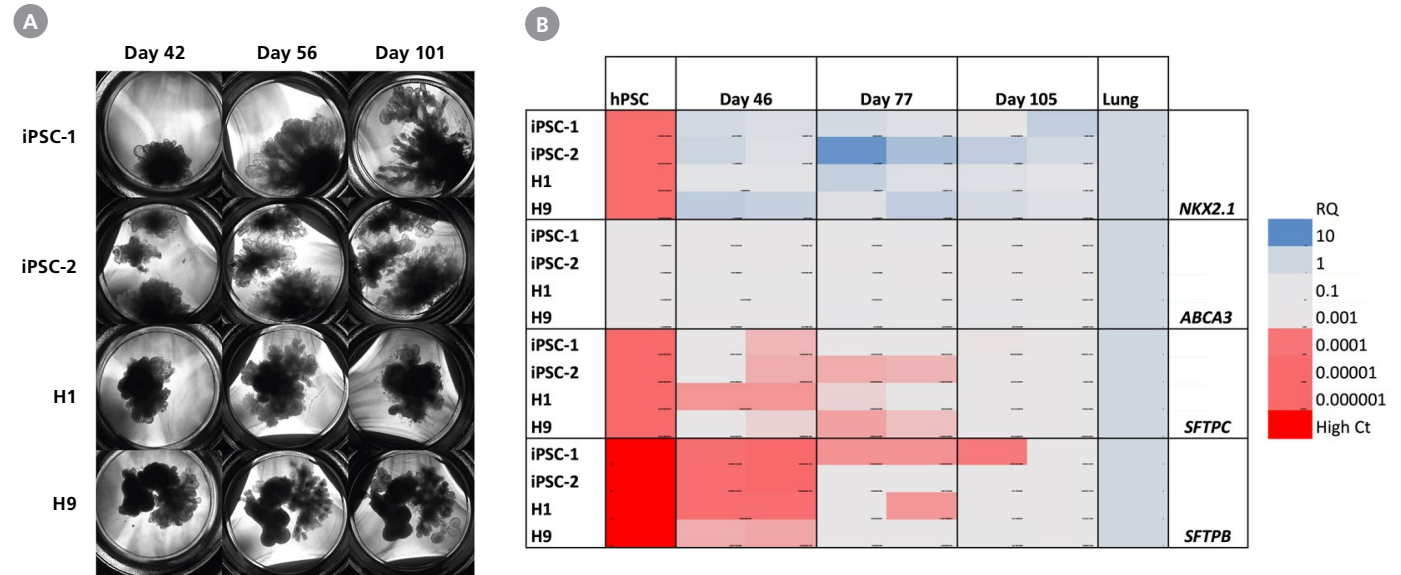 A
Day 42 Day 56 Day 101
iPSC-1
iPSC-2
H1
H9
B
hPSC Day 46 Day 77 Day 105 Lung
iPSC-1
iPSC-2
H1
H9 NKX2.1
iPSC-1
iPSC-2
H1
H9 ABCA3
iPSC-1
iPSC-2
H1
H9 SFTPC
iPSC-1
iPSC-2
H1
H9 SFTPB
RQ
10
1
0.1
0.001
0.0001
0.00001
0.000001
High Ct